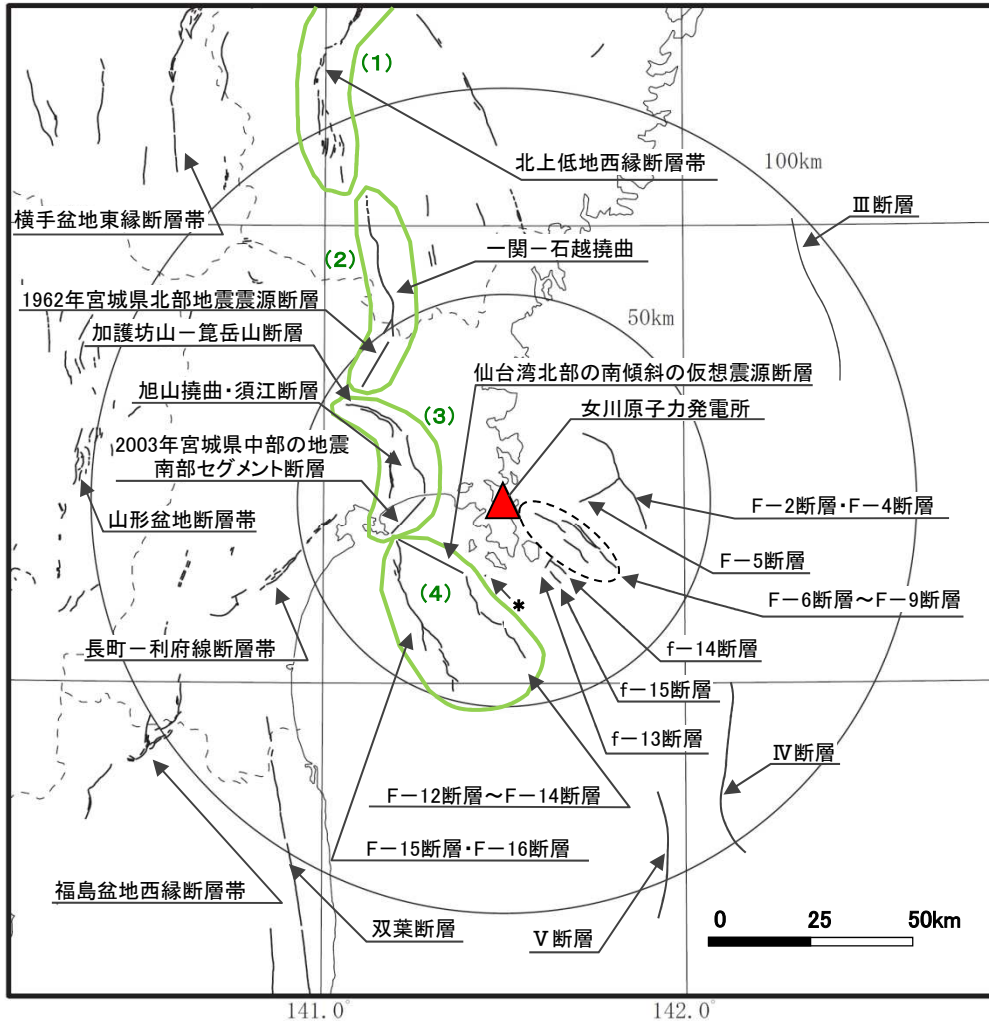 (1)
北上低地西縁断層帯
100km
横手盆地東縁断層帯
Ⅲ断層
(2)
一関－石越撓曲
1962年宮城県北部地震震源断層
50km
加護坊山－箟岳山断層
仙台湾北部の南傾斜の仮想震源断層
旭山撓曲・須江断層
(3)
女川原子力発電所
2003年宮城県中部の地震
南部セグメント断層
山形盆地断層帯
F－2断層・F－4断層
F－5断層
(4)
*
F－6断層～F－9断層
長町－利府線断層帯
f－14断層
f－15断層
f－13断層
Ⅳ断層
F－12断層～F－14断層
F－15断層・F－16断層
福島盆地西縁断層帯
双葉断層
Ⅴ断層
0 25 50km
141.0°
142.0°